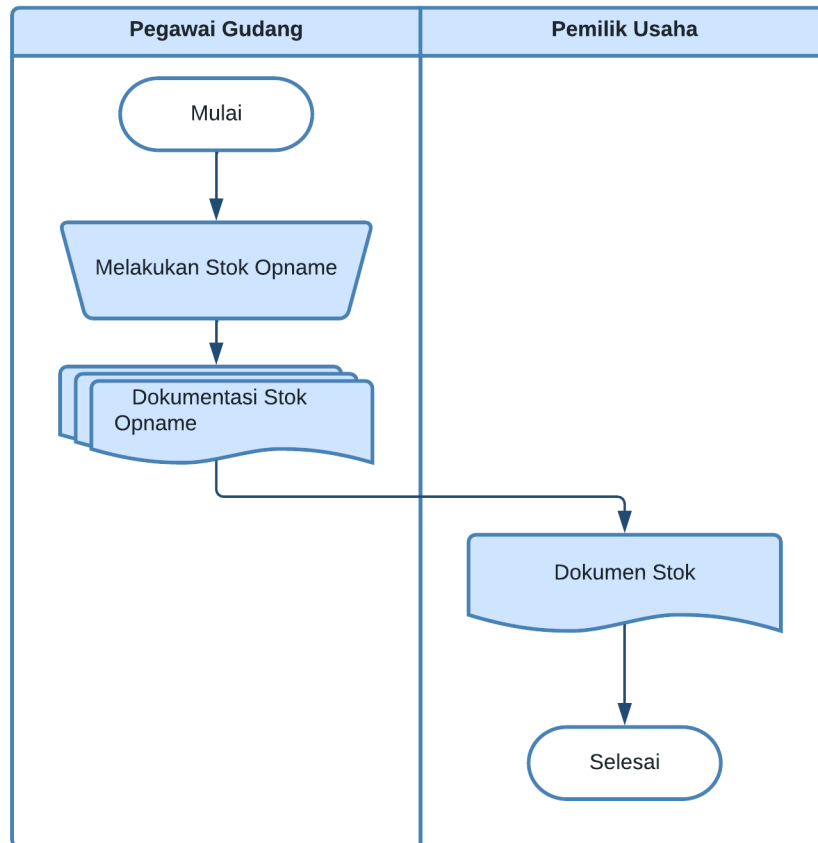 Pegawai Gudang
Pemilik Usaha
Mulai
Melakukan Stok Opname
Dokumentasi Stok
Opname
Dokumen Stok
Selesai